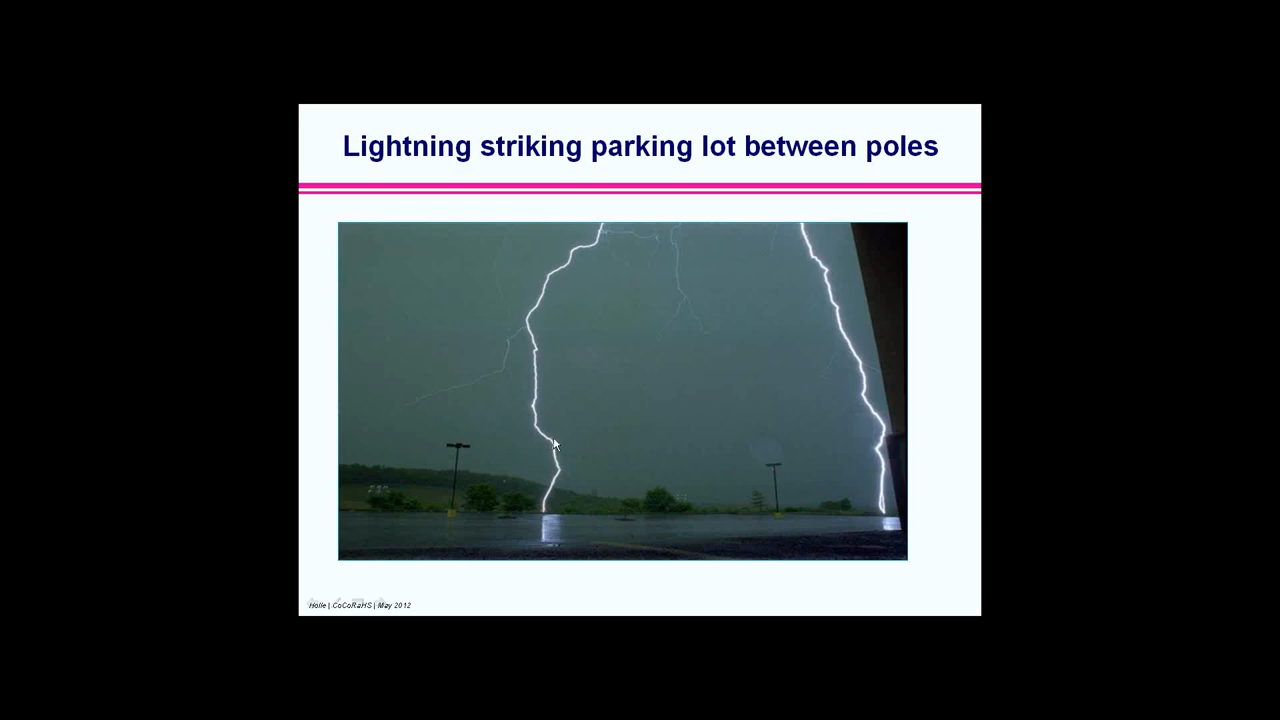 Lightning striking parking lot between poles
Holle | CoCoRaHS | May 2012